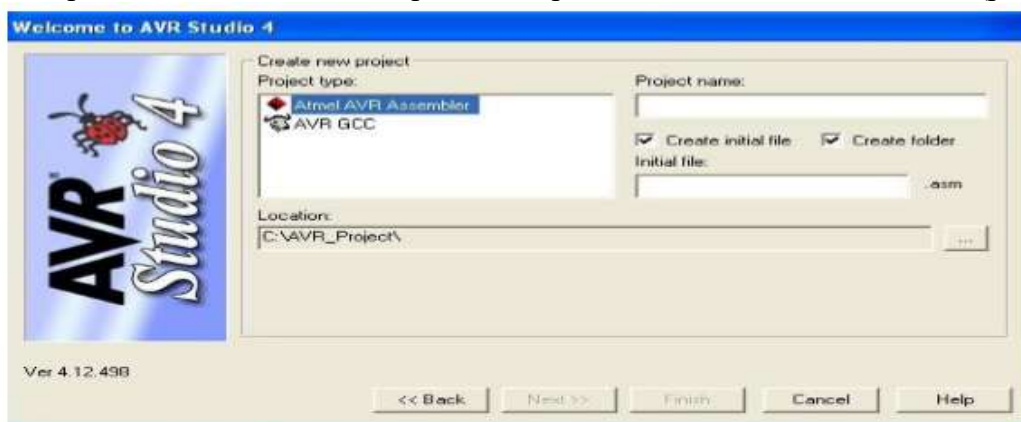 Welcome to AVR Studio 4
Create new project
Project type:
Atmel AVR Assembler
AVR GCC
Project name:
Create initial file
Create folder
Initial file:
.asm
Location:
C:\AVR_Project\
...
AVR®
Studio 4
Ver 4.12.498
<< Back
Next >>
Finish
Cancel
Help